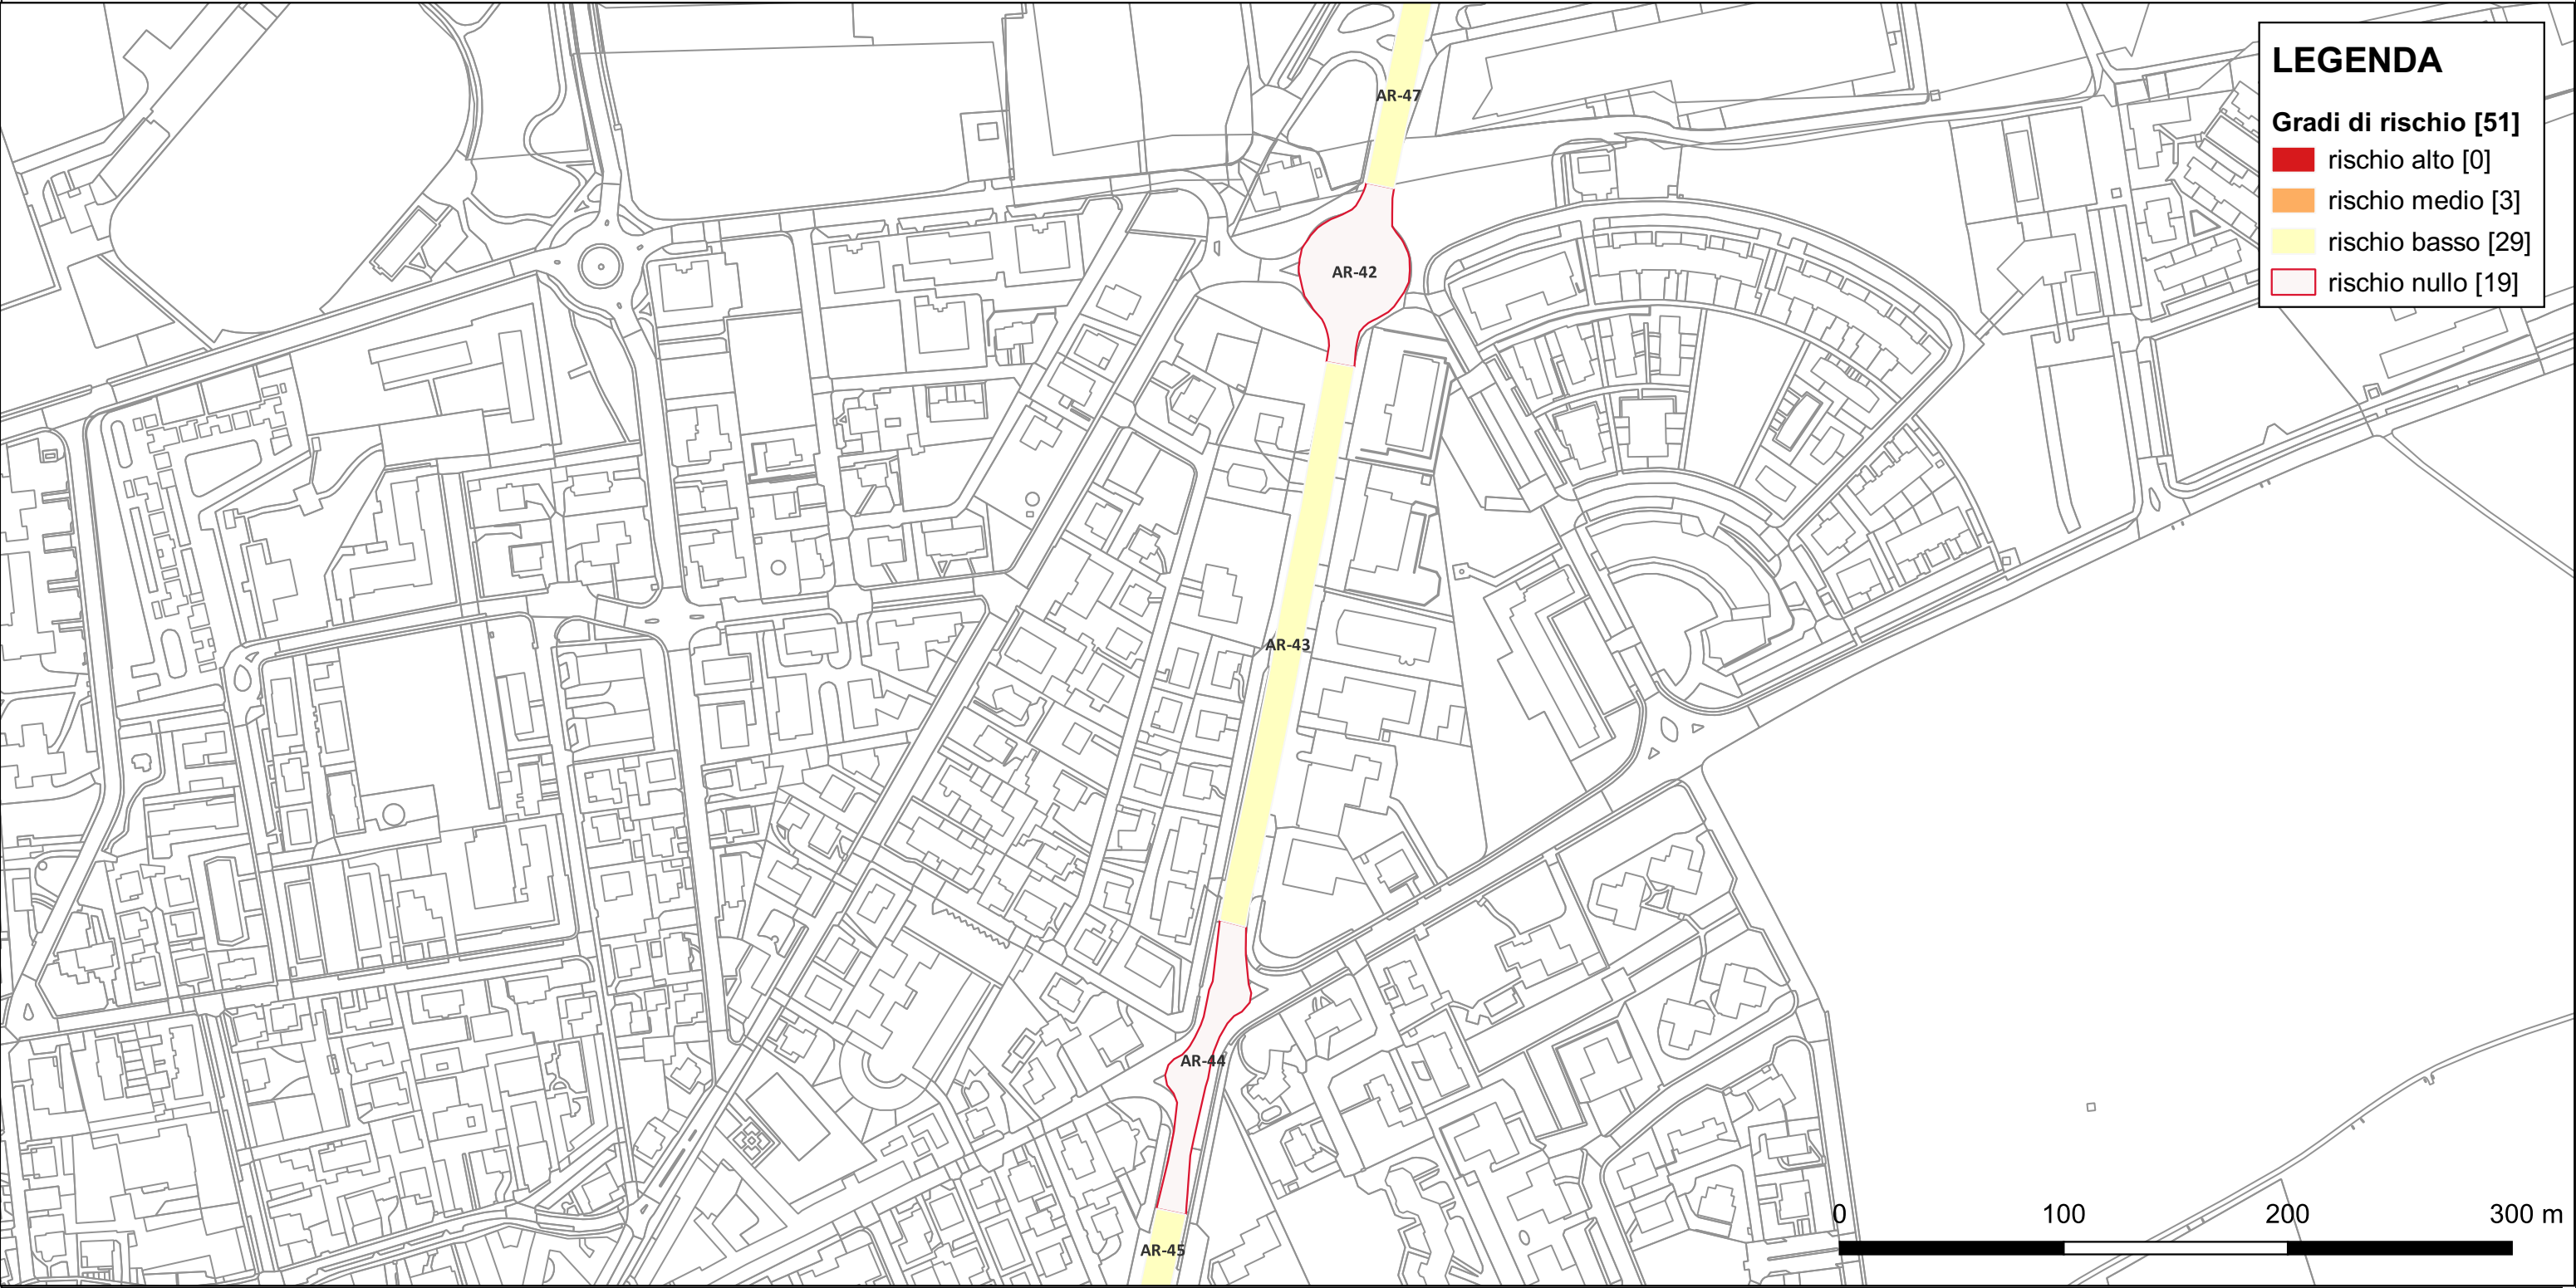 LEGENDA
Gradi di rischio [51]
rischio alto [0]
rischio medio [3]
rischio basso [29]
rischio nullo [19]
AR-47
AR-42
AR-43
AR-44
AR-45
0 100 200 300 m